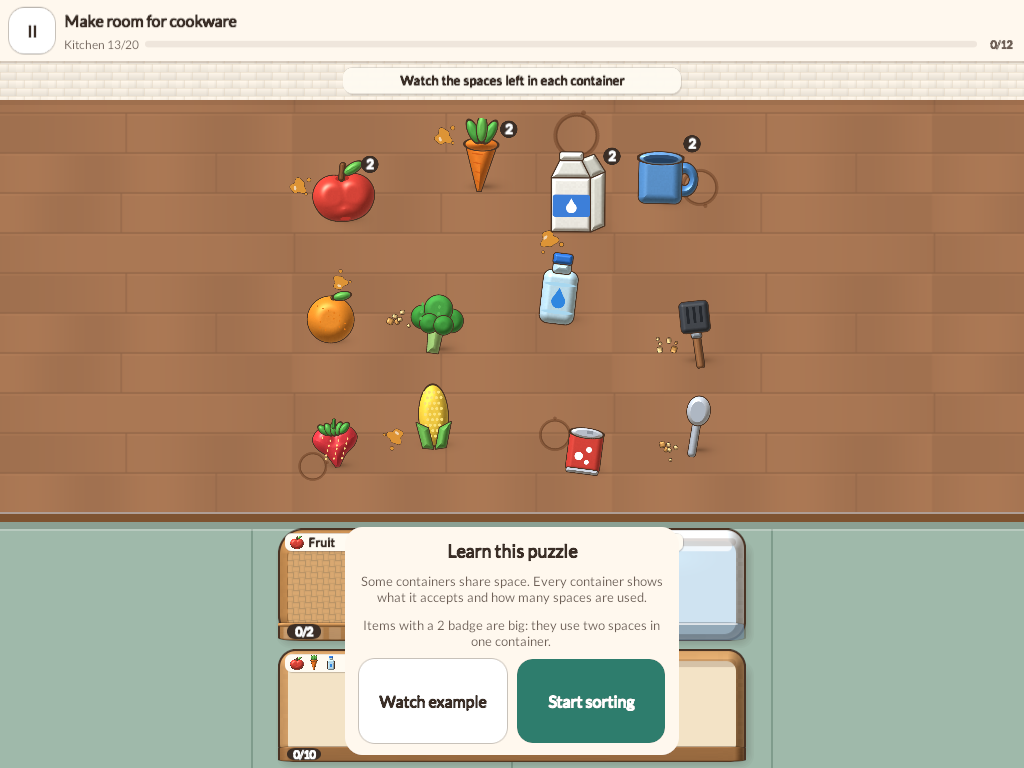 Make room for cookware
Kitchen 13/20
0/12
Watch the spaces left in each container
2
2
2
2
Fruit
0/2
Learn this puzzle
Some containers share space. Every container shows
what it accepts and how many spaces are used.
Items with a 2 badge are big: they use two spaces in
one container.
Watch example
Start sorting
0/10